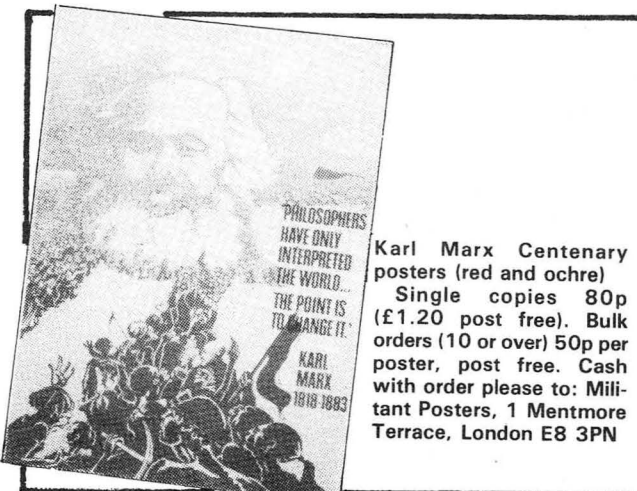 'PHILOSOPHERS
HAVE ONLY
INTERPRETED
THE WORLD...
THE POINT IS
TO CHANGE IT.'
KARL
MARX
1818-1883
Karl Marx Centenary
posters (red and ochre)
Single copies 80p
(£1.20 post free). Bulk
orders (10 or over) 50p per
poster, post free. Cash
with order please to: Mili-
tant Posters, 1 Mentmore
Terrace, London E8 3PN